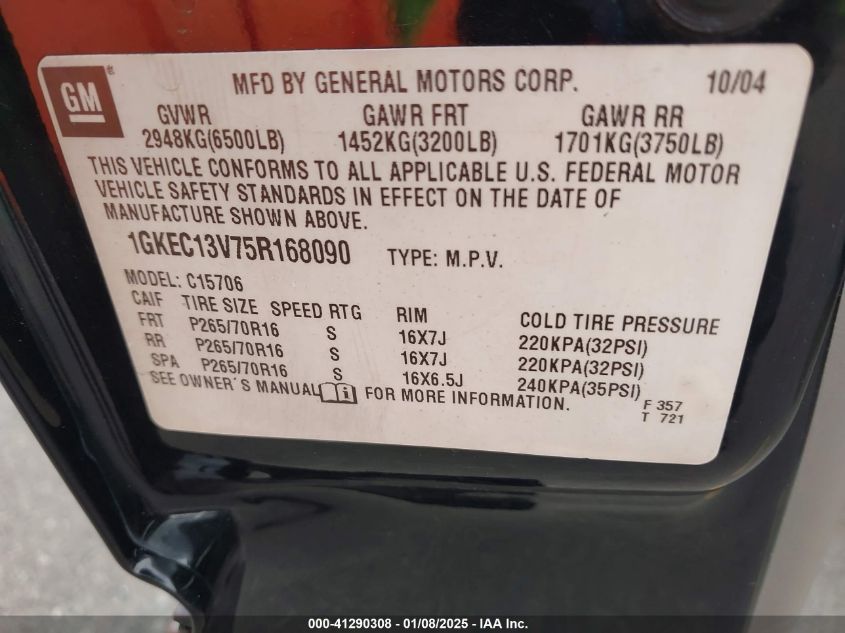 GM ® MFD BY GENERAL MOTORS CORP. 10/04
GVWR GAWR FRT GAWR RR
2948KG(6500LB) 1452KG(3200LB) 1701KG(3750LB)
THIS VEHICLE CONFORMS TO ALL APPLICABLE U.S. FEDERAL MOTOR
VEHICLE SAFETY STANDARDS IN EFFECT ON THE DATE OF
MANUFACTURE SHOWN ABOVE.
1GKEC13V75R168090 TYPE: M.P.V.
MODEL: C15706
CAIF TIRE SIZE SPEED RTG RIM COLD TIRE PRESSURE
FRT P265/70R16 S 16X7J 220KPA(32PSI)
RR P265/70R16 S 16X7J 220KPA(32PSI)
SPA P265/70R16 S 16X6.5J 240KPA(35PSI)
SEE OWNER'S MANUAL i FOR MORE INFORMATION.
F 357
T 721
000-41290308 - 01/08/2025 - IAA Inc.